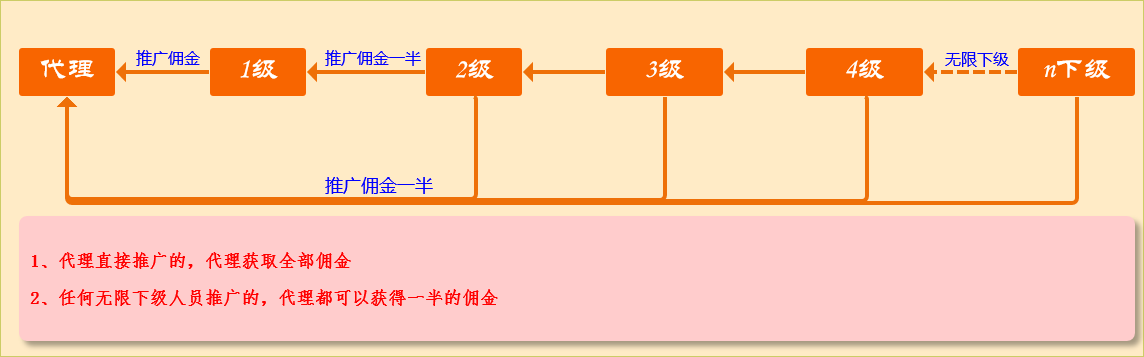 推广佣金
推广佣金一半
无限下级
代理
1级
2级
3级
4级
n下级
推广佣金一半
1、代理直接推广的，代理获取全部佣金
2、任何无限下级人员推广的，代理都可以获得一半的佣金